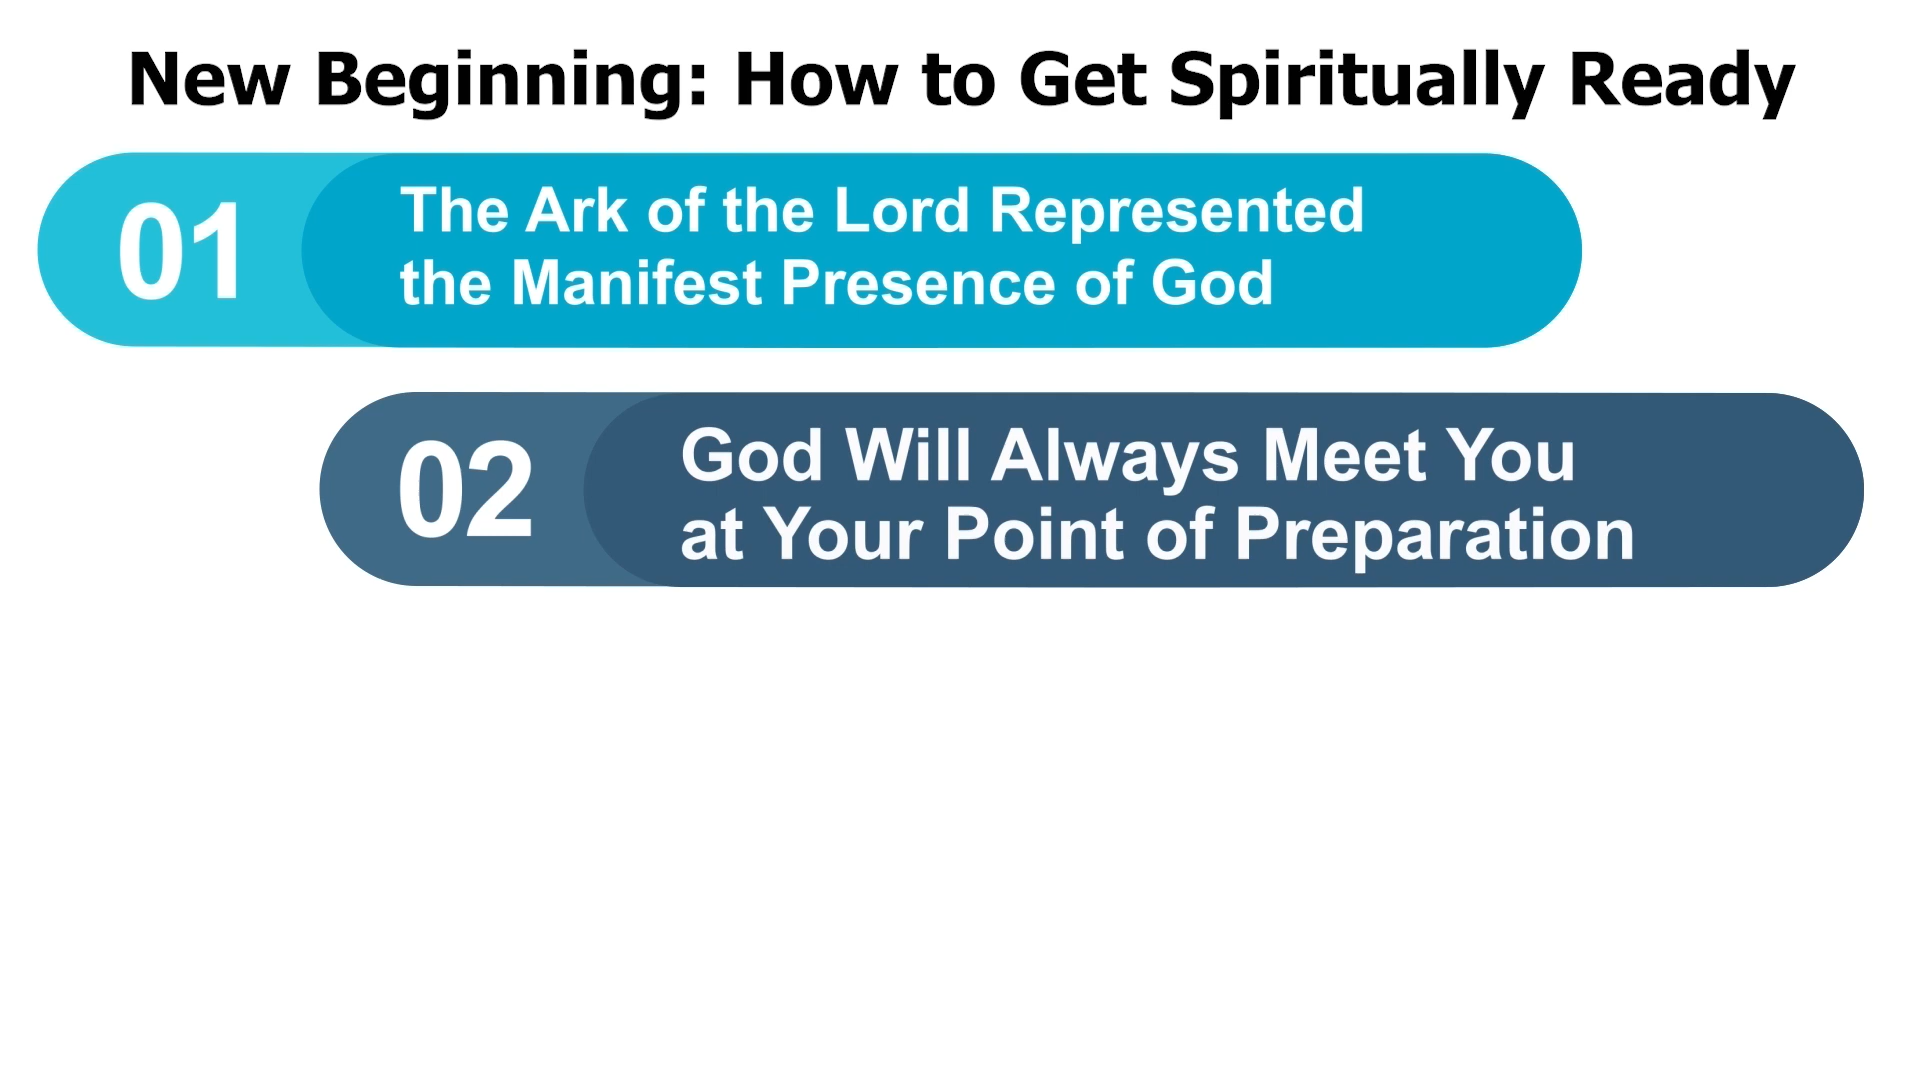 New Beginning: How to Get Spiritually Ready
01
The Ark of the Lord Represented
the Manifest Presence of God
02
God Will Always Meet You
at Your Point of Preparation